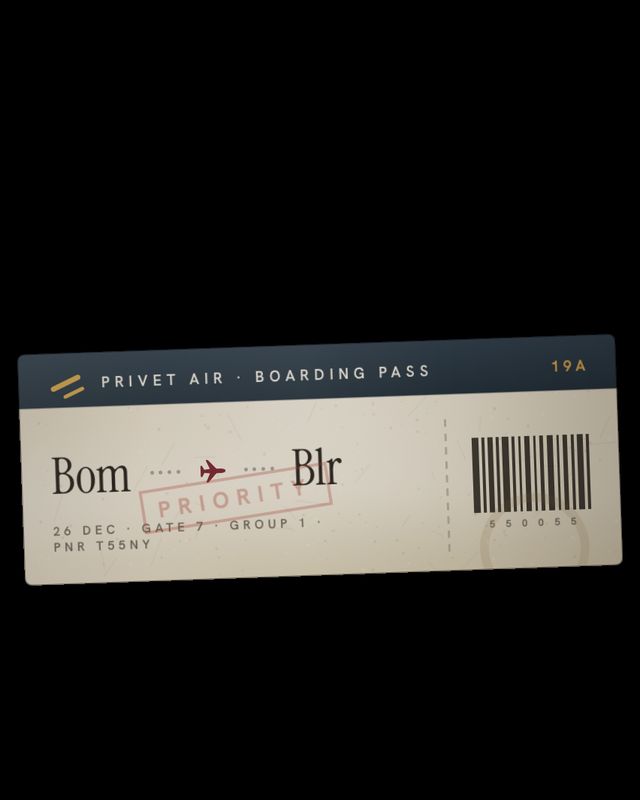 PRIVET AIR · BOARDING PASS
19A
Bom ···· ···· Blr
PRIORITY
26 DEC · GATE 7 · GROUP 1 ·
PNR T55NY
550055